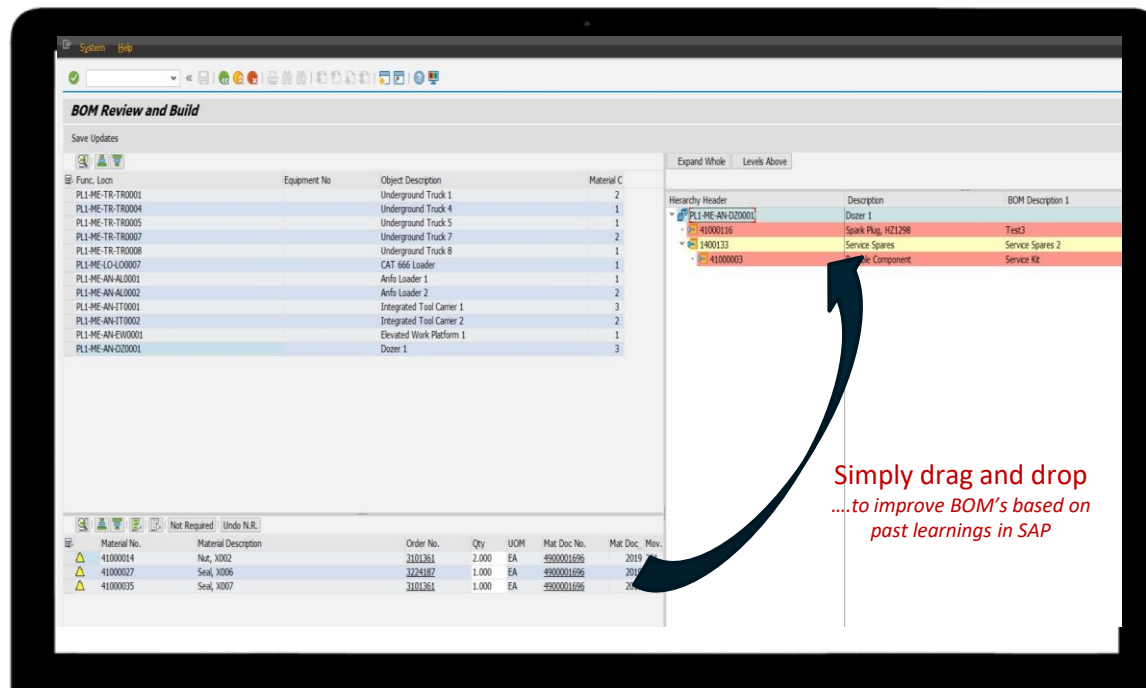 System Help
BOM Review and Build
Save Updates
Expand Whole Levels Above
Func. Locn Equipment No Object Description Material C
PL1-ME-TR-TR0001 Underground Truck 1 2
PL1-ME-TR-TR0004 Underground Truck 4 1
PL1-ME-TR-TR0005 Underground Truck 5 1
PL1-ME-TR-TR0007 Underground Truck 7 2
PL1-ME-TR-TR0008 Underground Truck 8 1
PL1-ME-LO-LO0007 CAT 666 Loader 1
PL1-ME-AN-AL0001 Anfo Loader 1 1
PL1-ME-AN-AL0002 Anfo Loader 2 2
PL1-ME-AN-IT0001 Integrated Tool Carrier 1 3
PL1-ME-AN-IT0002 Integrated Tool Carrier 2 2
PL1-ME-AN-EW0001 Elevated Work Platform 1 1
PL1-ME-AN-DZ0001 Dozer 1 3
Hierarchy Header Description BOM Description 1
PL1-ME-AN-DZ0001 Dozer 1
41000116 Spark Plug, HZ1298 Test3
1400133 Service Spares Service Spares 2
41000003 Component Service Kit
Simply drag and drop
....to improve BOM's based on
past learnings in SAP
Not Required Undo N.R.
Material No. Material Description Order No. Qty UOM Mat Doc No. Mat Doc_ Mov.
41000014 Nut, X002 3101361 2.000 EA 4900001696 2019
41000027 Seal, X006 3224187 1.000 EA 4900001696
41000035 Seal, X007 3101361 1.000 EA 4900001696